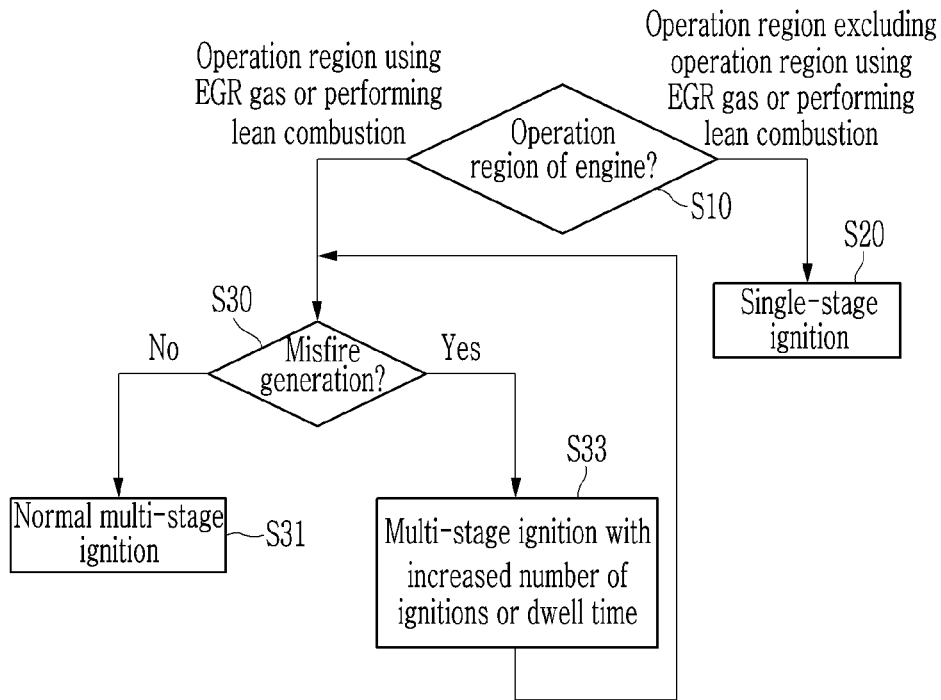 Operation region using
EGR gas or performing
lean combustion
Operation region excluding
operation region using
EGR gas or performing
lean combustion
Operation
region of engine?
S10
S20
Single-stage
ignition
S30
No
Misfire
generation?
Yes
S33
Normal multi-stage
ignition
S31
Multi-stage ignition with
increased number of
ignitions or dwell time